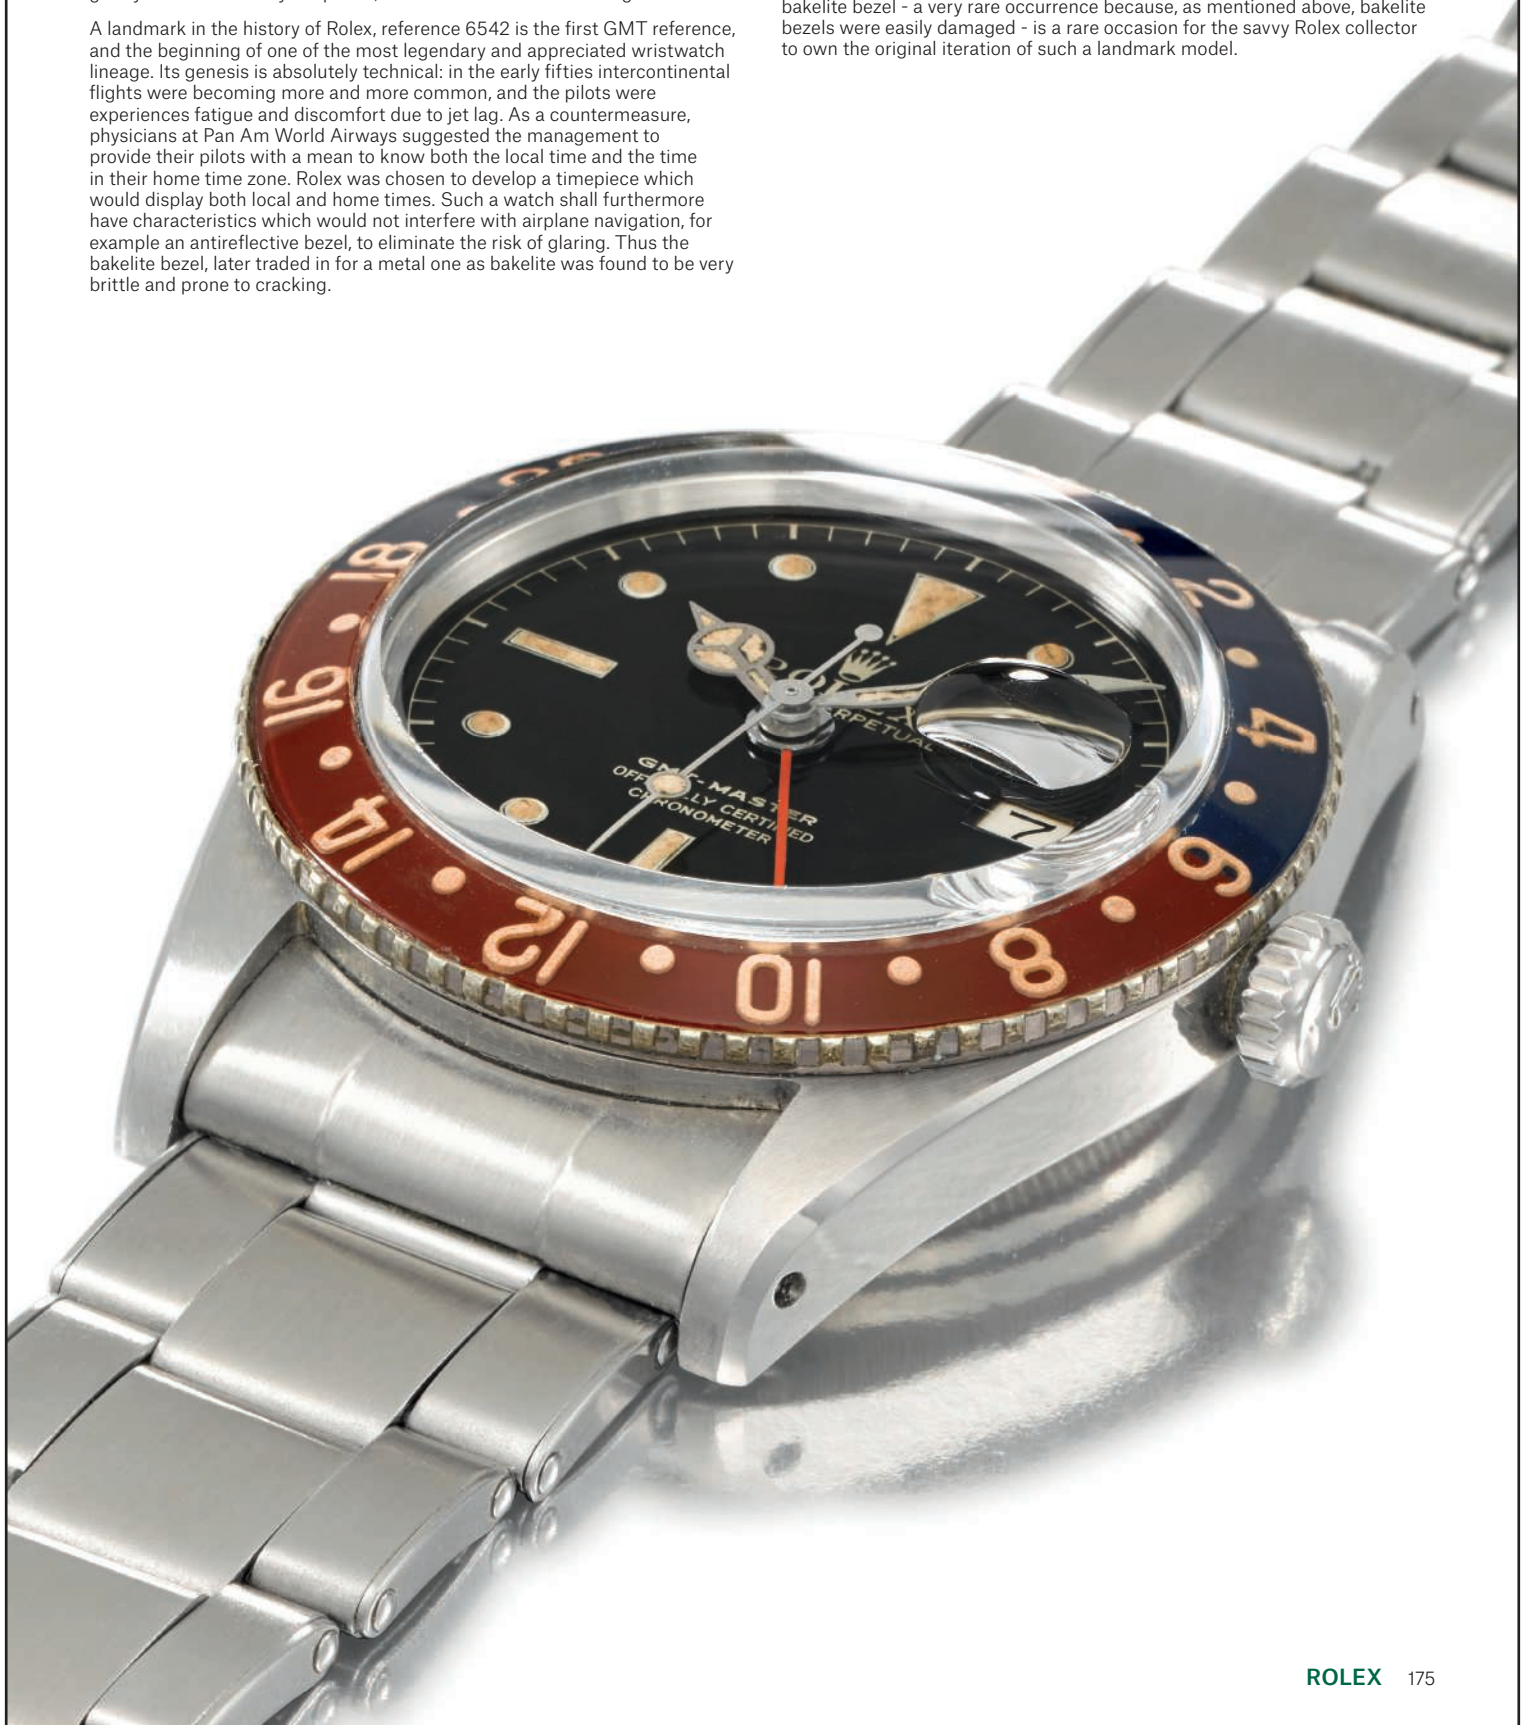 A landmark in the history of Rolex, reference 6542 is the first GMT reference,
and the beginning of one of the most legendary and appreciated wristwatch
lineage. Its genesis is absolutely technical: in the early fifties intercontinental
flights were becoming more and more common, and the pilots were
experiences fatigue and discomfort due to jet lag. As a countermeasure,
physicians at Pan Am World Airways suggested the management to
provide their pilots with a mean to know both the local time and the time
in their home time zone. Rolex was chosen to develop a timepiece which
would display both local and home times. Such a watch shall furthermore
have characteristics which would not interfere with airplane navigation, for
example an antireflective bezel, to eliminate the risk of glaring. Thus the
bakelite bezel, later traded in for a metal one as bakelite was found to be very
brittle and prone to cracking.
bakelite bezel - a very rare occurrence because, as mentioned above, bakelite
bezels were easily damaged - is a rare occasion for the savvy Rolex collector
to own the original iteration of such a landmark model.
ROLEX
PERPETUAL
GMT-MASTER
OFFICIALLY CERTIFIED
CHRONOMETER
7
2
4
6
8
10
12
14
16
18
ROLEX 175